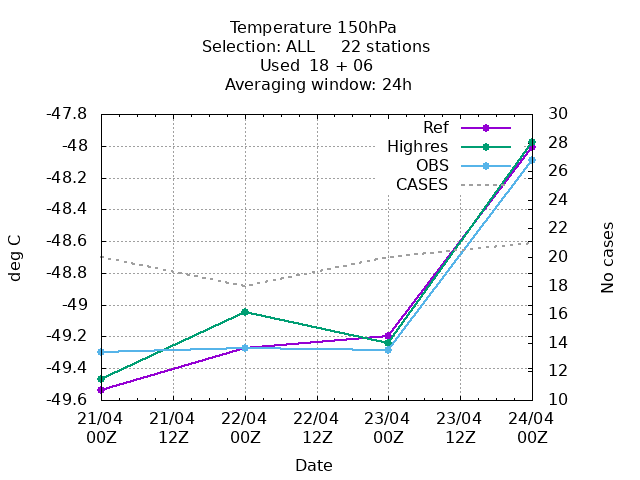 Temperature 150hPa
Selection: ALL     22 stations
Used  18 + 06
Averaging window: 24h
-47.8
-48
-48.2
-48.4
-48.6
-48.8
-49
-49.2
-49.4
-49.6
deg C
Ref
Highres
OBS
CASES
30
28
26
24
22
20
18
16
14
12
10
No cases
21/04 21/04 22/04 22/04 23/04 23/04 24/04
00Z 12Z 00Z 12Z 00Z 12Z 00Z
Date